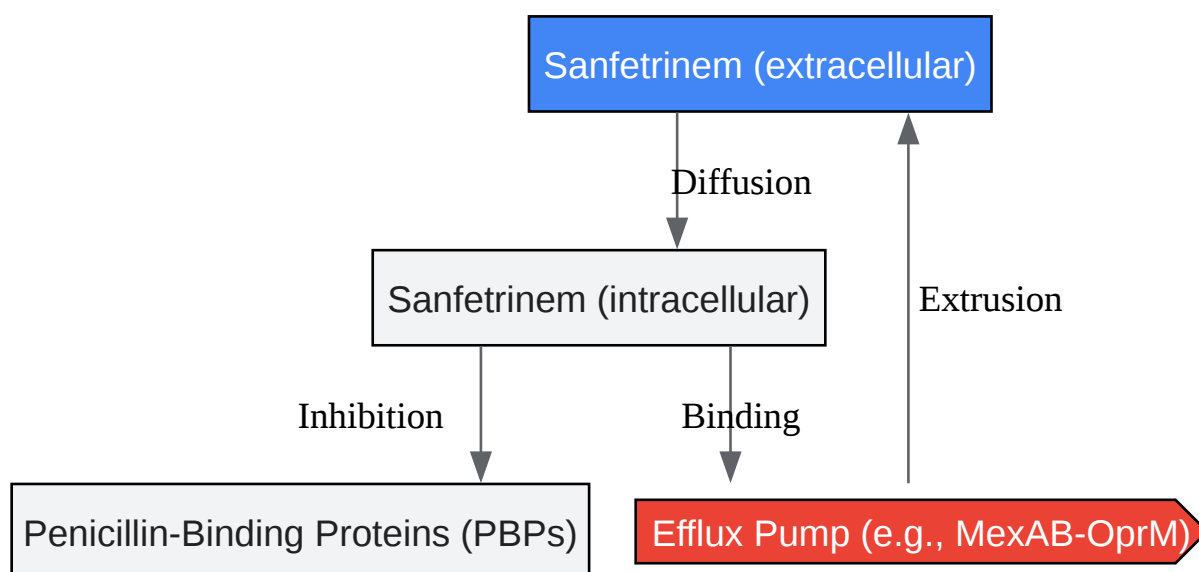 Sanfetrinem (extracellular)
Diffusion
Sanfetrinem (intracellular)
Extrusion
Inhibition
Binding
Penicillin-Binding Proteins (PBPs)
Efflux Pump (e.g., MexAB-OprM)